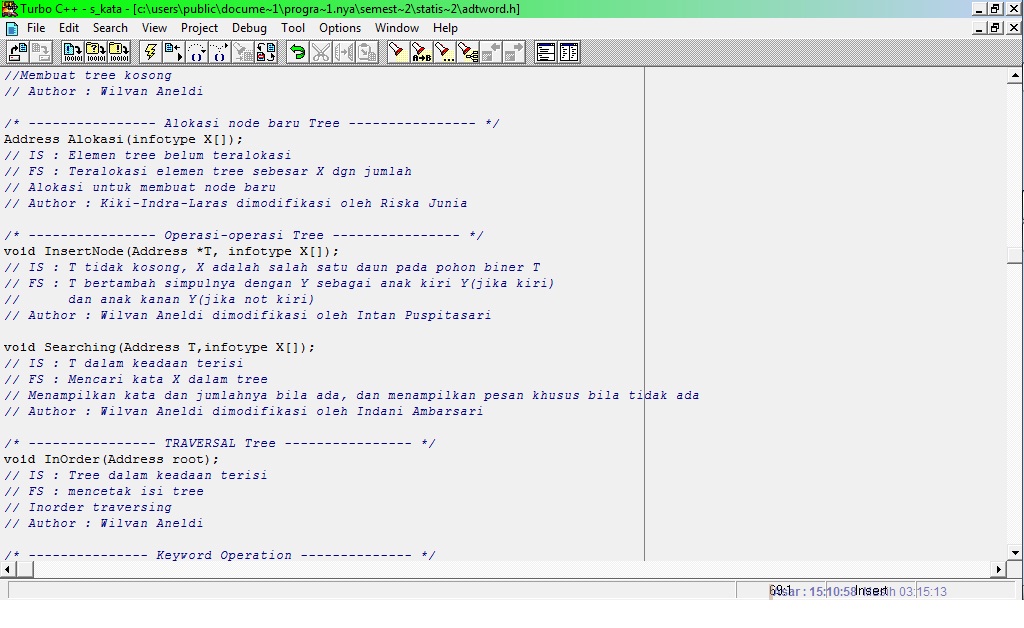 Turbo C++ - s_kata - [c:\users\public\docume~1\progra~1.nya\semest~2\statis~2\adtword.h]
File Edit Search View Project Debug Tool Options Window Help
//Membuat tree kosong
// Author : Wilvan Aneldi
/* ---------------- Alokasi node baru Tree ---------------- */
Address Alokasi(infotype X[]);
// IS : Elemen tree belum teralokasi
// FS : Teralokasi elemen tree sebesar X dgn jumlah
// Alokasi untuk membuat node baru
// Author : Kiki-Indra-Laras dimodifikasi oleh Riska Junia
/* ---------------- Operasi-operasi Tree ---------------- */
void InsertNode(Address *T, infotype X[]);
// IS : T tidak kosong, X adalah salah satu daun pada pohon biner T
// FS : T bertambah simpulnya dengan Y sebagai anak kiri Y(jika kiri)
//      dan anak kanan Y(jika not kiri)
// Author : Wilvan Aneldi dimodifikasi oleh Intan Puspitasari
void Searching(Address T,infotype X[]);
// IS : T dalam keadaan terisi
// FS : Mencari kata X dalam tree
// Menampilkan kata dan jumlahnya bila ada, dan menampilkan pesan khusus bila tidak ada
// Author : Wilvan Aneldi dimodifikasi oleh Indani Ambarsari
/* ---------------- TRAVERSAL Tree ---------------- */
void InOrder(Address root);
// IS : Tree dalam keadaan terisi
// FS : mencetak isi tree
// Inorder traversing
// Author : Wilvan Aneldi
/* --------------- Keyword Operation -------------- */
69:1 Insert
: 15:10:58 03:15:13